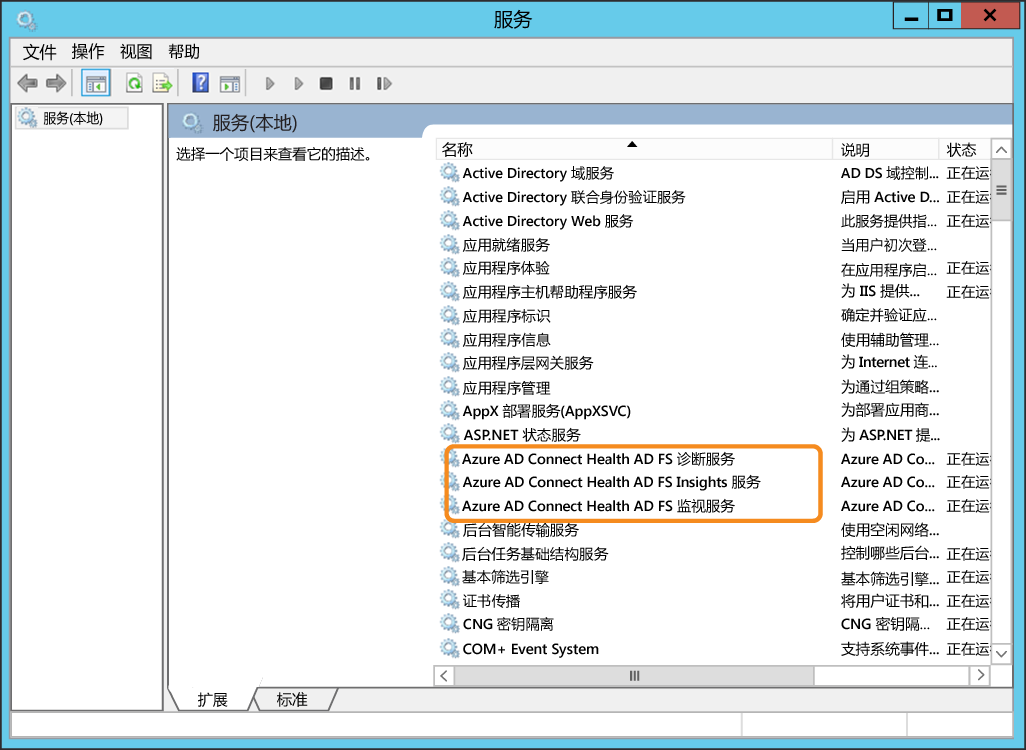 服务
文件 操作 视图 帮助
服务(本地)
服务(本地)
选择一个项目来查看它的描述。
名称 说明 状态
Active Directory 域服务 AD DS 域控制... 正在运
Active Directory 联合身份验证服务 启用 Active D... 正在运
Active Directory Web 服务 此服务提供指... 正在运
应用就绪服务 当用户初次登...
应用程序体验 在应用程序启... 正在运
应用程序主机帮助程序服务 为 IIS 提供... 正在运
应用程序标识 确定并验证应...
应用程序信息 使用辅助管理...
应用程序层网关服务 为 Internet 连...
应用程序管理 为通过组策略...
AppX 部署服务(AppXSVC) 为部署应用商...
ASP.NET 状态服务 为 ASP.NET 提...
Azure AD Connect Health AD FS 诊断服务 Azure AD Co... 正在运
Azure AD Connect Health AD FS Insights 服务 Azure AD Co... 正在运
Azure AD Connect Health AD FS 监视服务 Azure AD Co... 正在运
后台智能传输服务 使用空闲网络...
后台任务基础结构服务 控制哪些后台... 正在运
基本筛选引擎 基本筛选引擎... 正在运
证书传播 将用户证书和... 正在运
CNG 密钥隔离 CNG 密钥隔... 正在运
COM+ Event System 支持系统事件... 正在运
扩展 标准